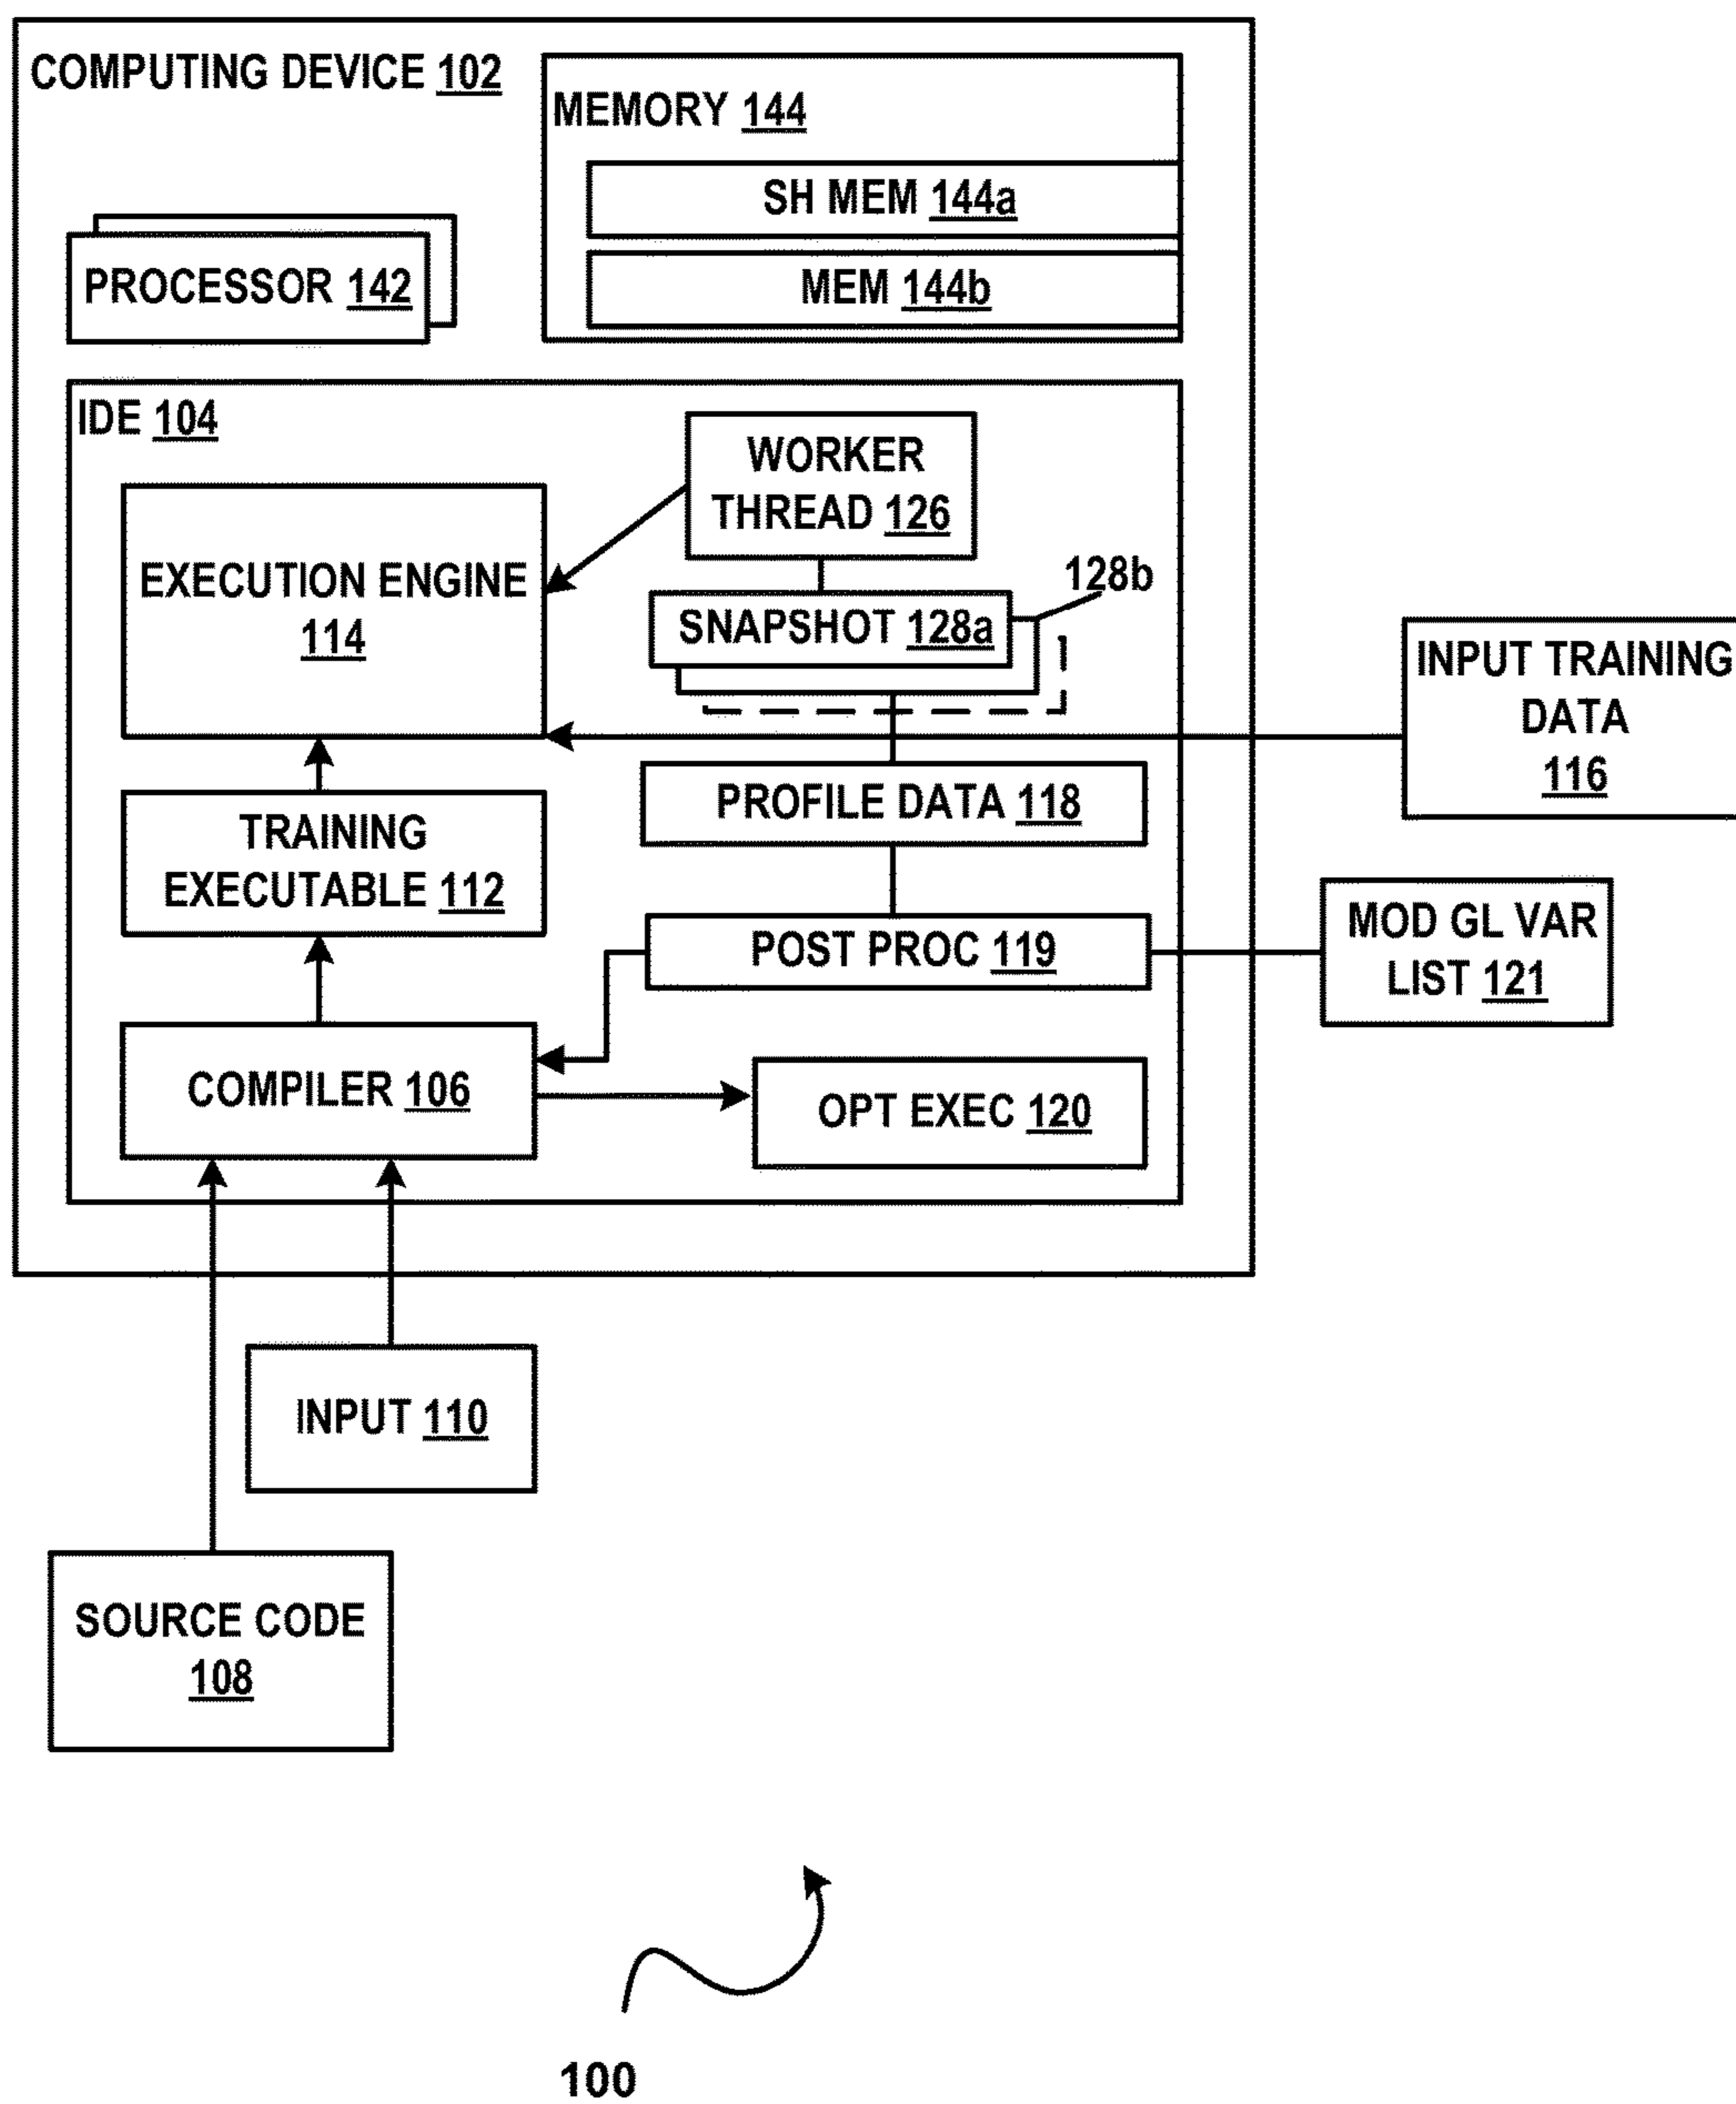 COMPUTING DEVICE 102
MEMORY 144
SH MEM 144a
MEM 144b
PROCESSOR 142
IDE 104
WORKER
THREAD 126
EXECUTION ENGINE
114
128b
SNAPSHOT 128a
INPUT TRAINING
DATA
116
PROFILE DATA 118
TRAINING
EXECUTABLE 112
POST PROC 119
MOD GL VAR
LIST 121
COMPILER 106
OPT EXEC 120
INPUT 110
SOURCE CODE
108
100